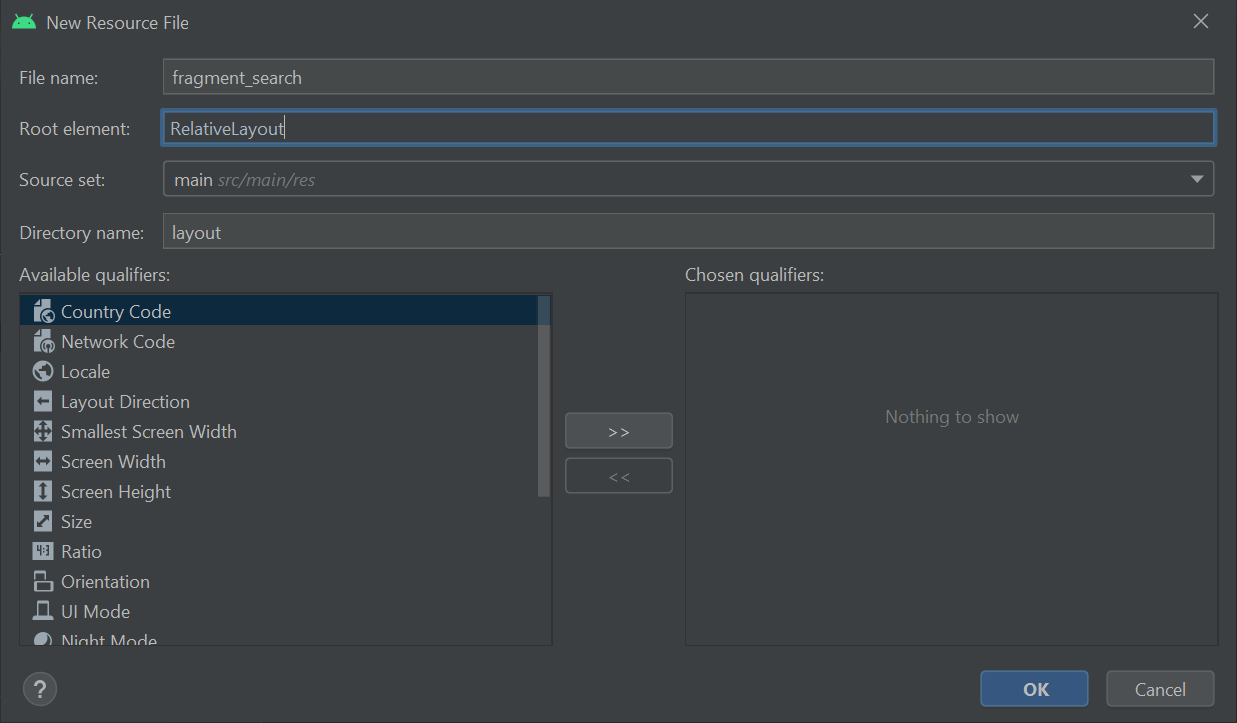 New Resource File
File name:
fragment_search
Root element:
RelativeLayout
Source set:
main src/main/res
Directory name:
layout
Available qualifiers:
Chosen qualifiers:
Country Code
Network Code
Locale
Layout Direction
Smallest Screen Width
Screen Width
Screen Height
Size
4:3 Ratio
Orientation
UI Mode
Night Mode
>>
<<
Nothing to show
?
OK
Cancel